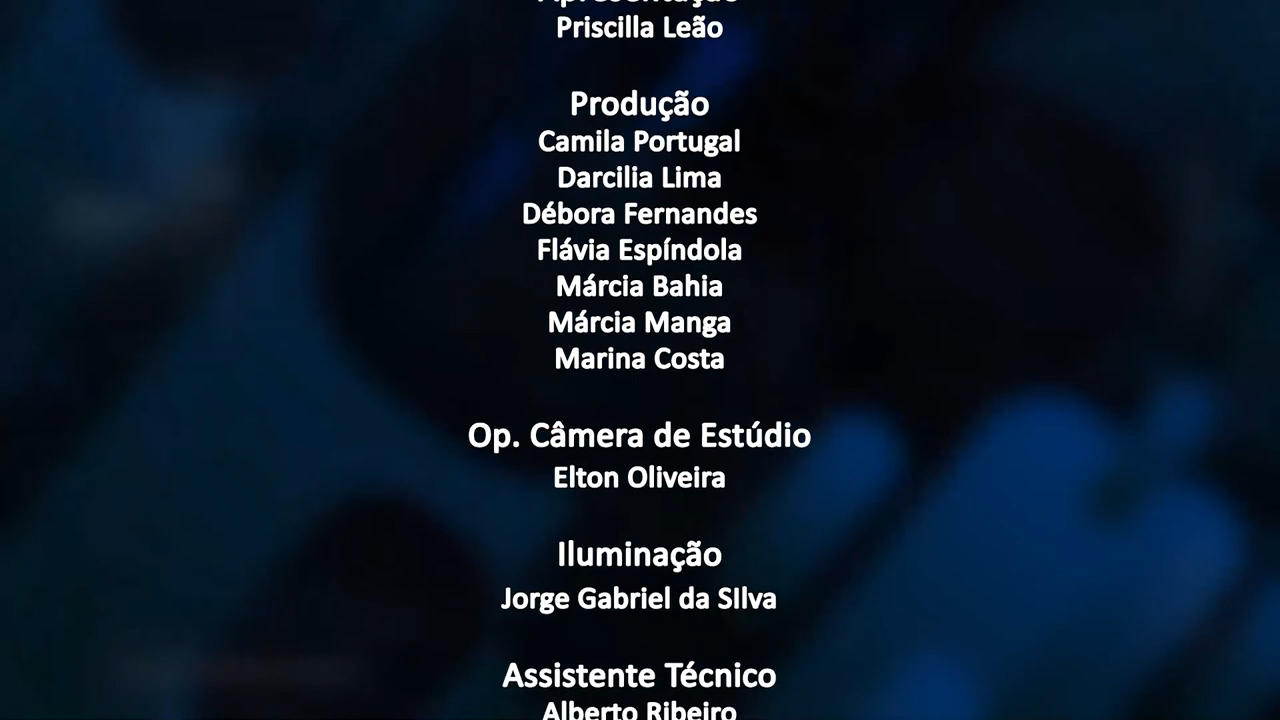 Apresentação
Priscilla Leão
Produção
Camila Portugal
Darcilia Lima
Débora Fernandes
Flávia Espíndola
Márcia Bahia
Márcia Manga
Marina Costa
Op. Câmera de Estúdio
Elton Oliveira
Iluminação
Jorge Gabriel da SIlva
Assistente Técnico
Alberto Ribeiro